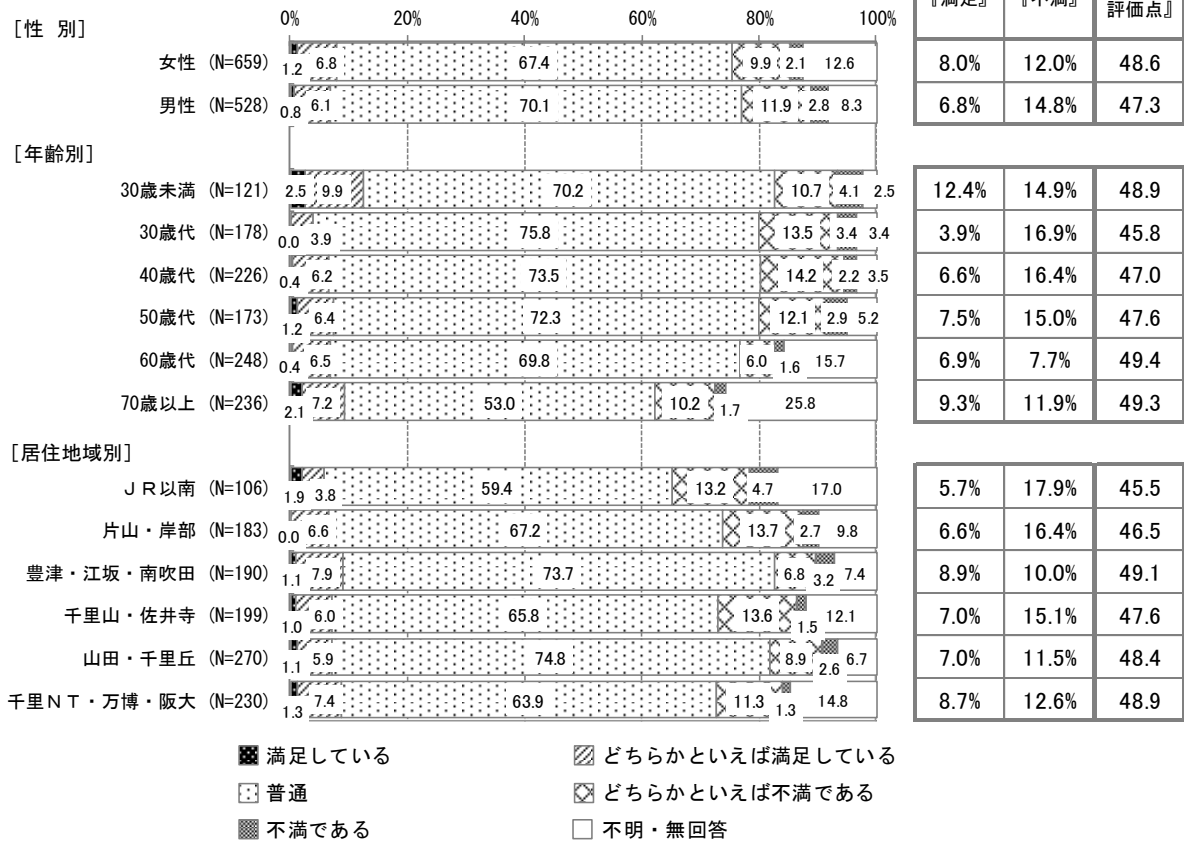 『満足』 『不満』 評価点』
0% 20% 40% 60% 80% 100%
［性 別］
女性 (N=659) 1.2 6.8 67.4 9.9 2.1 12.6 8.0% 12.0% 48.6
男性 (N=528) 0.8 6.1 70.1 11.9 2.8 8.3 6.8% 14.8% 47.3
［年齢別］
30歳未満 (N=121) 2.5 9.9 70.2 10.7 4.1 2.5 12.4% 14.9% 48.9
30歳代 (N=178) 0.0 3.9 75.8 13.5 3.4 3.4 3.9% 16.9% 45.8
40歳代 (N=226) 0.4 6.2 73.5 14.2 2.2 3.5 6.6% 16.4% 47.0
50歳代 (N=173) 1.2 6.4 72.3 12.1 2.9 5.2 7.5% 15.0% 47.6
60歳代 (N=248) 0.4 6.5 69.8 6.0 1.6 15.7 6.9% 7.7% 49.4
70歳以上 (N=236) 2.1 7.2 53.0 10.2 1.7 25.8 9.3% 11.9% 49.3
［居住地域別］
ＪＲ以南 (N=106) 1.9 3.8 59.4 13.2 4.7 17.0 5.7% 17.9% 45.5
片山・岸部 (N=183) 0.0 6.6 67.2 13.7 2.7 9.8 6.6% 16.4% 46.5
豊津・江坂・南吹田 (N=190) 1.1 7.9 73.7 6.8 3.2 7.4 8.9% 10.0% 49.1
千里山・佐井寺 (N=199) 1.0 6.0 65.8 13.6 1.5 12.1 7.0% 15.1% 47.6
山田・千里丘 (N=270) 1.1 5.9 74.8 8.9 2.6 6.7 7.0% 11.5% 48.4
千里ＮＴ・万博・阪大 (N=230) 1.3 7.4 63.9 11.3 1.3 14.8 8.7% 12.6% 48.9
満足している どちらかといえば満足している
普通 どちらかといえば不満である
不満である 不明・無回答